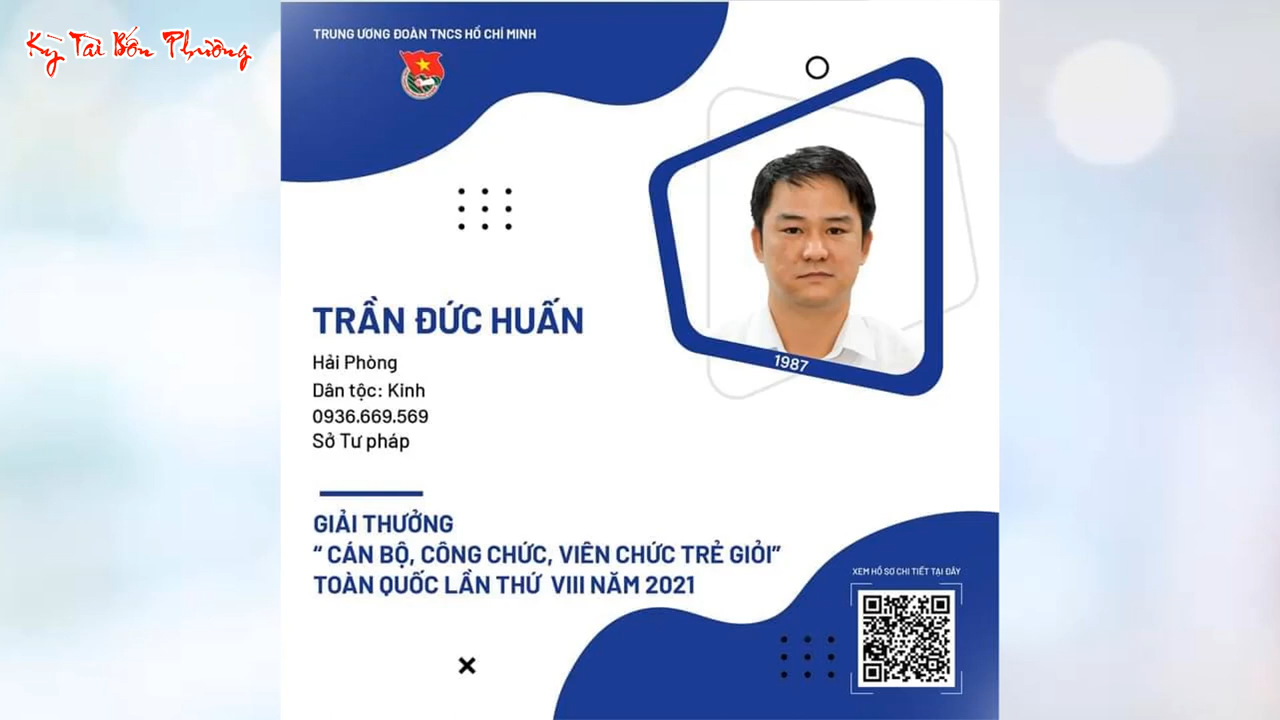 Kỳ Tài Bốn Phương
TRUNG ƯƠNG ĐOÀN TNCS HỒ CHÍ MINH
1987
TRẦN ĐỨC HUẤN
Hải Phòng
Dân tộc: Kinh
0936.669.569
Sở Tư pháp
GIẢI THƯỞNG
“ CÁN BỘ, CÔNG CHỨC, VIÊN CHỨC TRẺ GIỎI”
TOÀN QUỐC LẦN THỨ VIII NĂM 2021
XEM HỒ SƠ CHI TIẾT TẠI ĐÂY